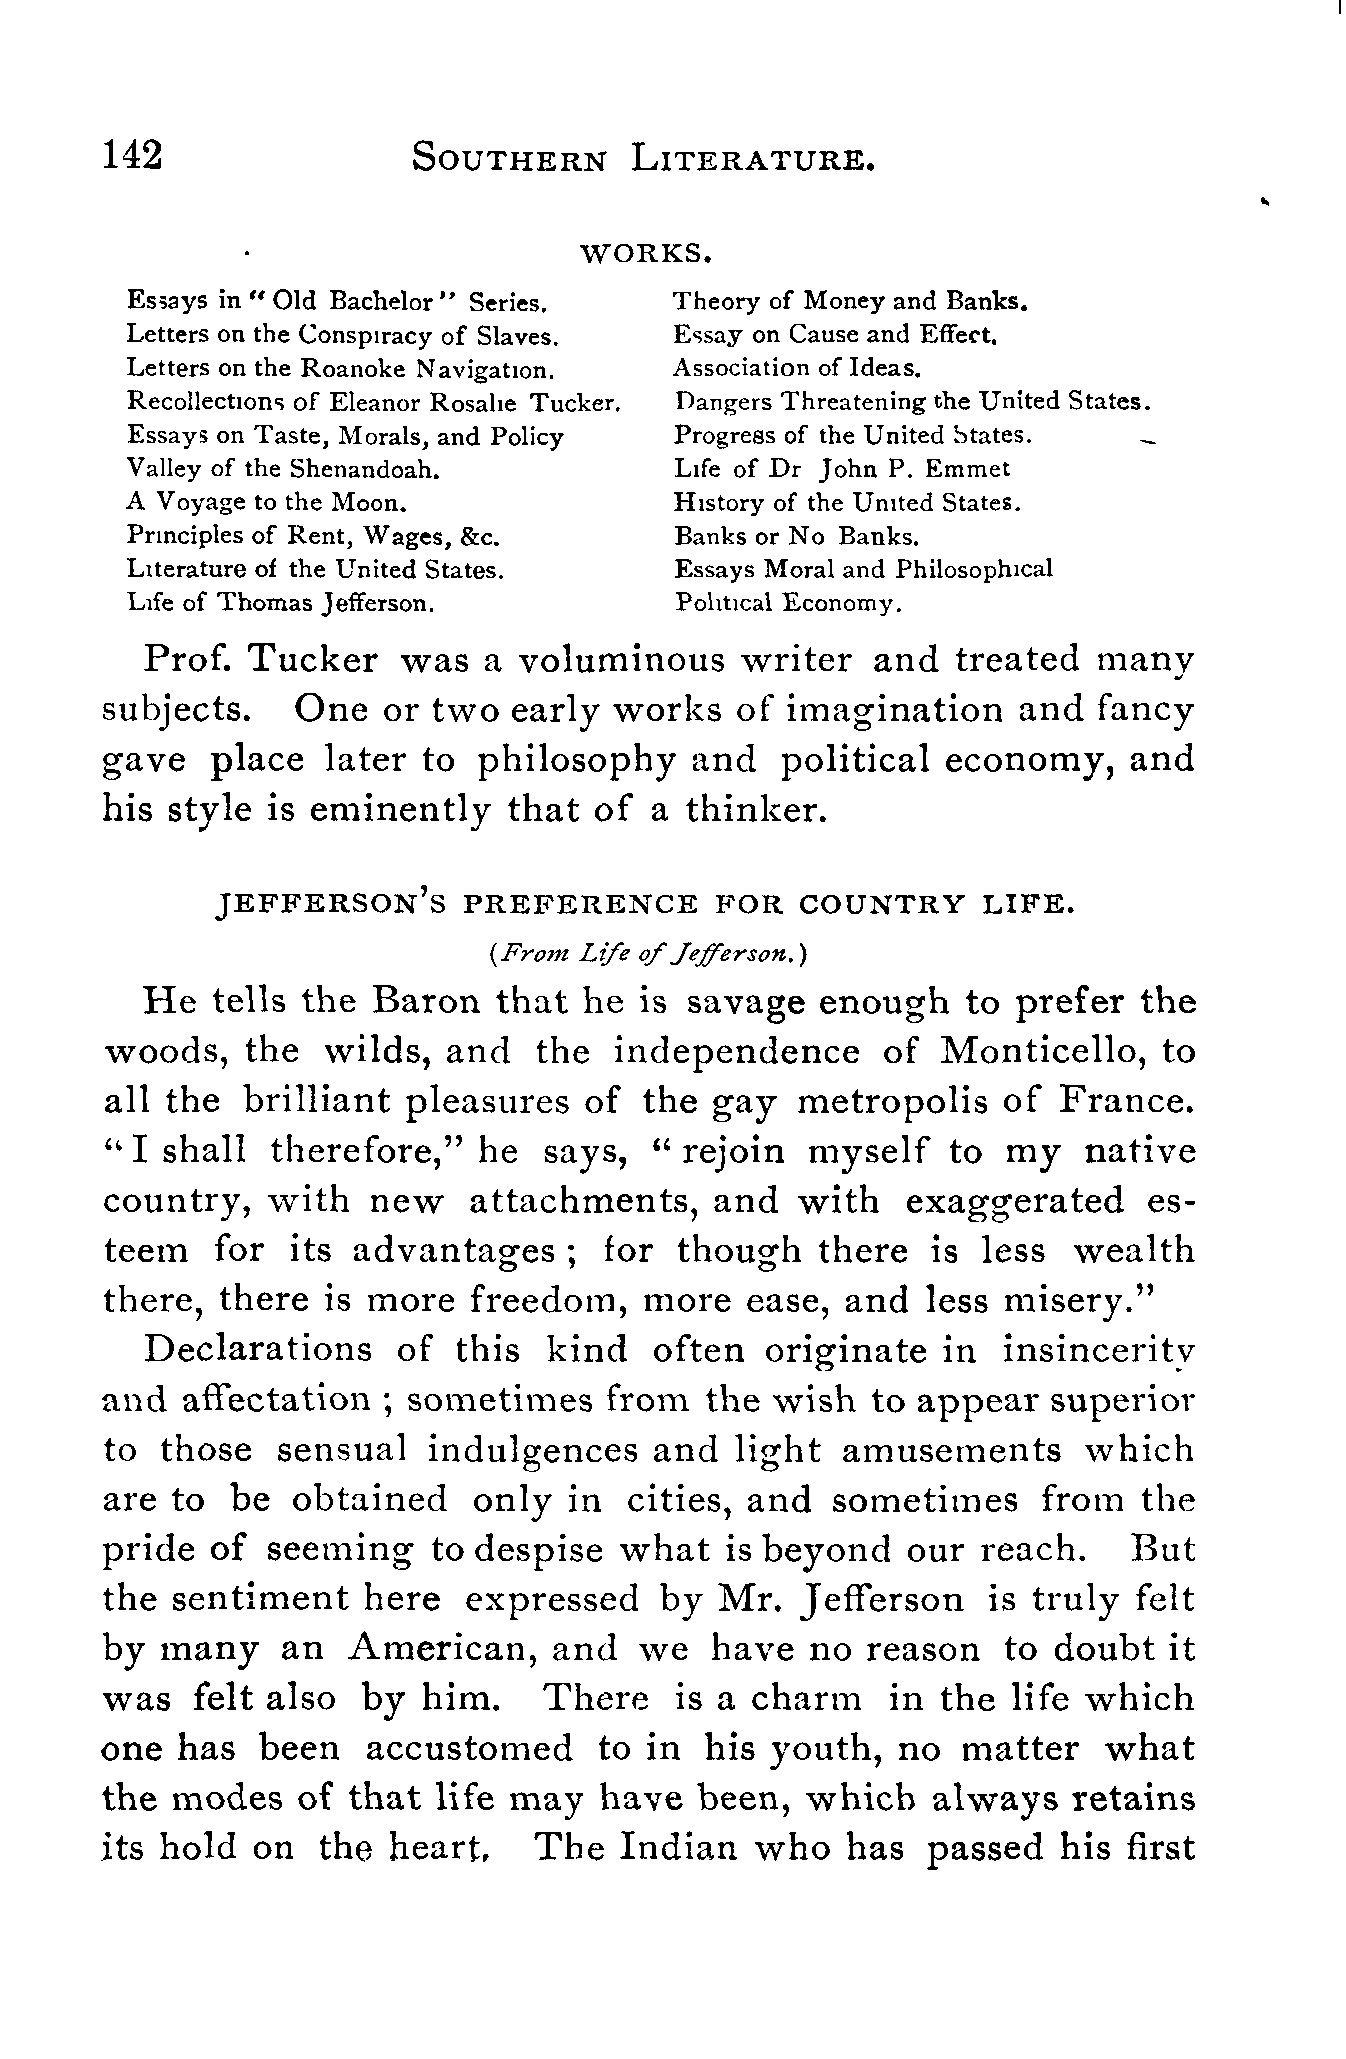 142 SOUTHERN LITERATURE.
WORKS.
Essays in "Old Bachelor" Series.
Letters on the Conspiracy of Slaves.
Letters on the Roanoke Navigation.
Recollections of Eleanor Rosalie Tucker.
Essays on Taste, Morals, and Policy
Valley of the Shenandoah.
A Voyage to the Moon.
Principles of Rent, Wages, &c.
Literature of the United States.
Life of Thomas Jefferson.
Theory of Money and Banks.
Essay on Cause and Effect.
Association of Ideas.
Dangers Threatening the United States.
Progress of the United States.
Life of Dr John P. Emmet
History of the United States.
Banks or No Banks.
Essays Moral and Philosophical
Political Economy.
Prof. Tucker was a voluminous writer and treated many
subjects. One or two early works of imagination and fancy
gave place later to philosophy and political economy, and
his style is eminently that of a thinker.
JEFFERSON'S PREFERENCE FOR COUNTRY LIFE.
(From Life of Jefferson.)
He tells the Baron that he is savage enough to prefer the
woods, the wilds, and the independence of Monticello, to
all the brilliant pleasures of the gay metropolis of France.
"I shall therefore," he says, "rejoin myself to my native
country, with new attachments, and with exaggerated es-
teem for its advantages; for though there is less wealth
there, there is more freedom, more ease, and less misery."
Declarations of this kind often originate in insincerity
and affectation; sometimes from the wish to appear superior
to those sensual indulgences and light amusements which
are to be obtained only in cities, and sometimes from the
pride of seeming to despise what is beyond our reach. But
the sentiment here expressed by Mr. Jefferson is truly felt
by many an American, and we have no reason to doubt it
was felt also by him. There is a charm in the life which
one has been accustomed to in his youth, no matter what
the modes of that life may have been, which always retains
its hold on the heart. The Indian who has passed his first